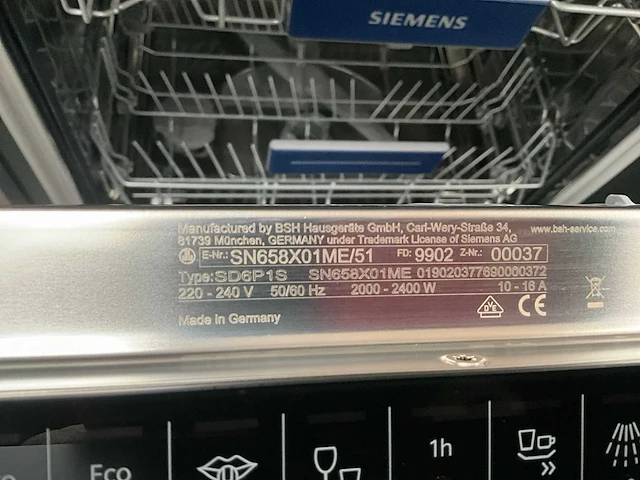 SIEMENS
Manufactured by BSH Hausgeräte GmbH, Carl-Wery-Straße 34, www.bsh-service.com
81739 München, GERMANY under Trademark License of Siemens AG
E-Nr.: SN658X01ME/51 FD: 9902 Z-Nr.: 00037
Type: SD6P1S SN658X01ME 019020377690000372
220 - 240 V 50/60 Hz 2000 - 2400 W 10 - 16 A
Made in Germany
DVE CE
Eco 1h